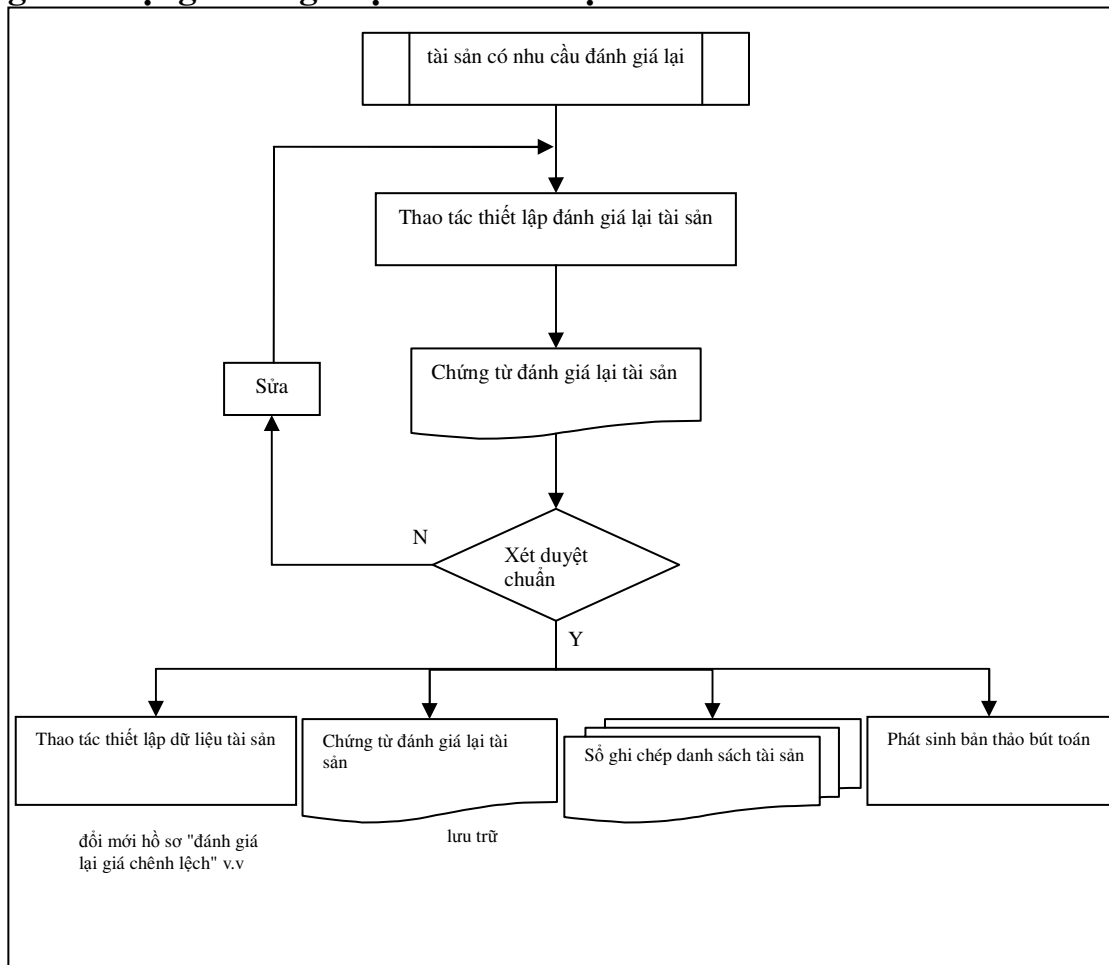 tài sản có nhu cầu đánh giá lại
Thao tác thiết lập đánh giá lại tài sản
Chứng từ đánh giá lại tài sản
Sửa
N
Xét duyệt
chuẩn
Y
Thao tác thiết lập dữ liệu tài sản
Chứng từ đánh giá lại tài
sản
Sổ ghi chép danh sách tài sản
Phát sinh bản thảo bút toán
đổi mới hồ sơ "đánh giá
lại giá chênh lệch" v.v
lưu trữ